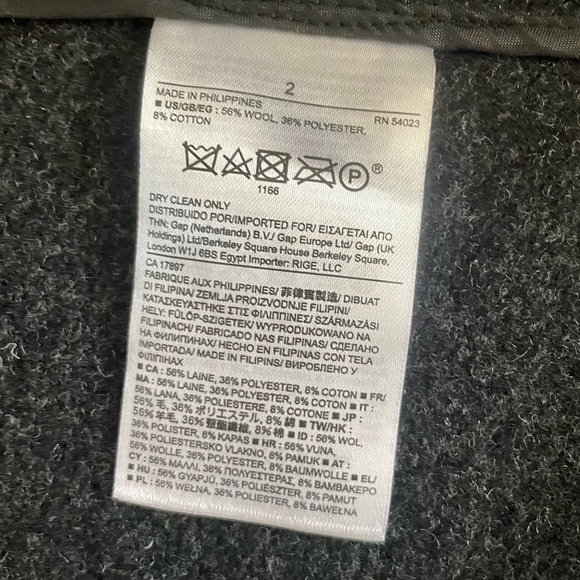 2
MADE IN PHILIPPINES RN 54023
■ US/GB/EG : 56% WOOL, 36% POLYESTER,
8% COTTON
P ®
1166
DRY CLEAN ONLY
DISTRIBUIDO POR/IMPORTED FOR/ ΕΙΣΑΓΕΤΑΙ ΑΠΟ
THN: Gap (Netherlands) B.V./ Gap Europe Ltd/ Gap (UK
Holdings) Ltd/Berkeley Square House Berkeley Square,
London W1J 6BS Egypt Importer: RIGE, LLC
CA 17897
FABRIQUE AUX PHILIPPINES/ 菲律賓製造/ DIBUAT
DI FILIPINA/ ZEMLJA PROIZVODNJE FILIPINI/
ΚΑΤΑΣΚΕΥΑΣΤΗΚΕ ΣΤΙΣ ΦΙΛΙΠΠΙΝΕΣ/ SZÁRMAZÁSI
HELY: FÜLÖP-SZIGETEK/ WYPRODUKOWANO NA
FILIPINACH/ FABRICADO NAS FILIPINAS/ СДЕЛАНО
НА ФИЛИППИНАХ/ HECHO EN FILIPINAS CON TELA
IMPORTADA/ MADE IN FILIPINS/ ВИРОБЛЕНО У
ФІЛІПІНАХ
■ CA : 56% LAINE, 36% POLYESTER, 8% COTON ■ FR/
MA : 56% LAINE, 36% POLYESTER, 8% COTON ■ IT :
56% LANA, 36% POLIESTERE, 8% COTONE ■ JP :
56% 毛, 36% ポリエステル, 8% 綿 ■ TW/HK :
56% 羊毛, 36% 聚酯纖維, 8% 棉 ■ ID : 56% WOL,
36% POLISTER, 8% KAPAS ■ HR : 56% VUNA,
36% POLIESTERSKO VLAKNO, 8% PAMUK ■ AT :
56% WOLLE, 36% POLYESTER, 8% BAUMWOLLE ■ EL/
CY : 56% ΜΑΛΛΙ, 36% ΠΟΛΥΕΣΤΕΡΑΣ, 8% ΒΑΜΒΑΚΕΡΟ
■ HU : 56% GYAPJÚ, 36% POLIÉSZTER, 8% PAMUT
■ PL : 56% WEŁNA, 36% POLIESTER, 8% BAWEŁNA